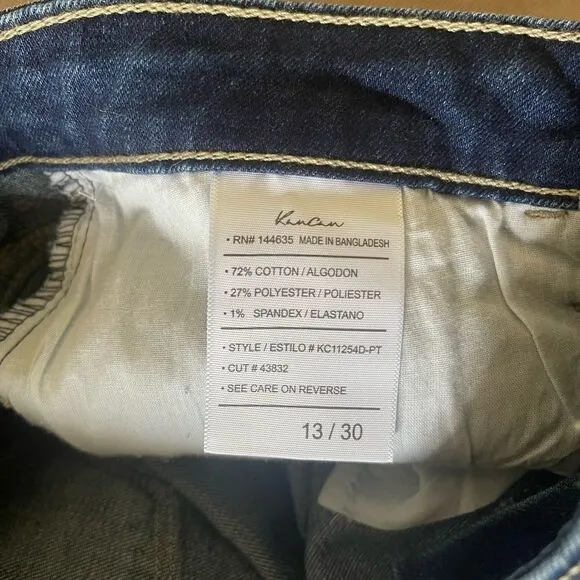 KanCan
• RN# 144635 MADE IN BANGLADESH
• 72% COTTON / ALGODON
• 27% POLYESTER / POLIESTER
• 1% SPANDEX / ELASTANO
• STYLE / ESTILO # KC11254D-PT
• CUT # 43832
• SEE CARE ON REVERSE
13 / 30